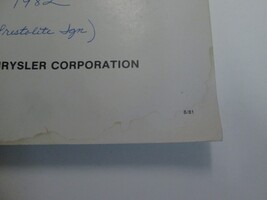 1982
Prestolite Ign)
RYSLER CORPORATION
5/81